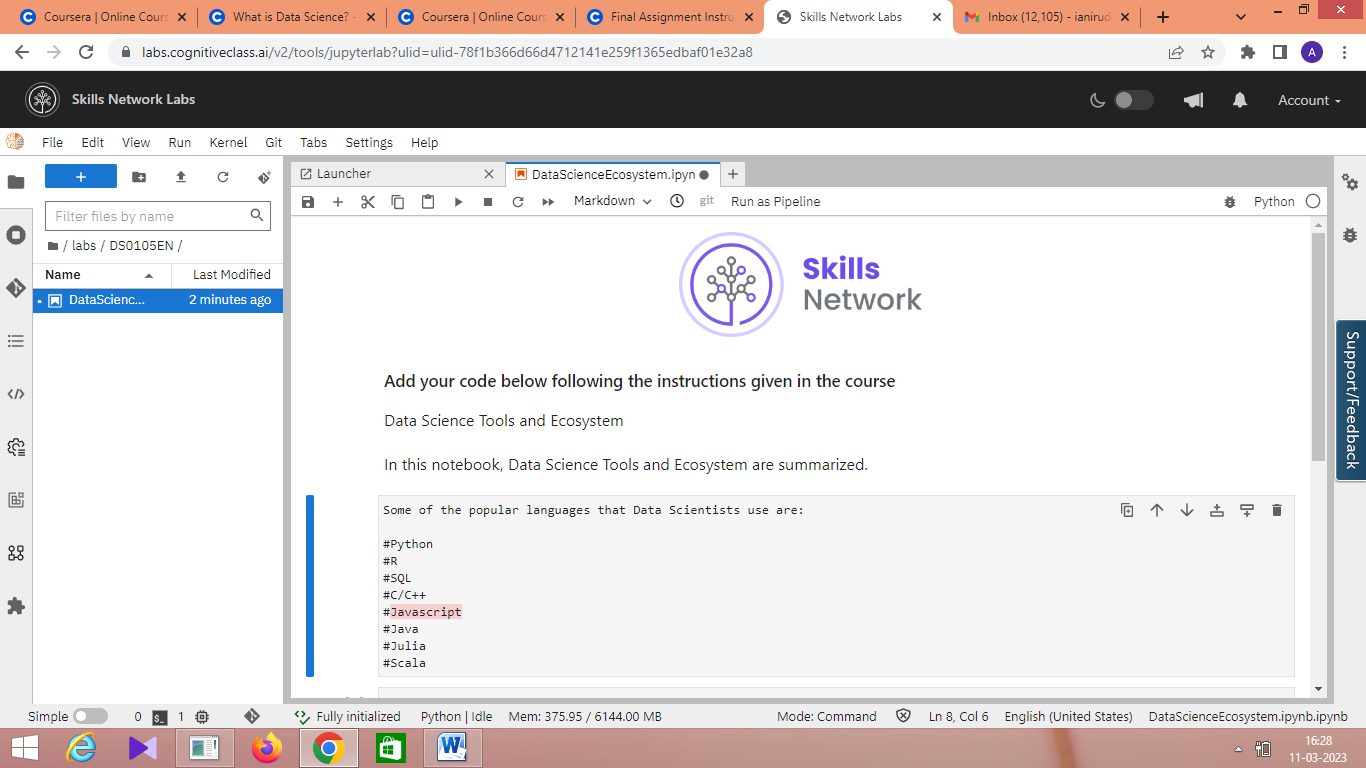 Coursera | Online Cours
What is Data Science? -
Coursera | Online Cours
Final Assignment Instru
Skills Network Labs
Inbox (12,105) - ianirud
labs.cognitiveclass.ai/v2/tools/jupyterlab?ulid=ulid-78f1b366d66d4712141e259f1365edbaf01e32a8
A
Skills Network Labs
Account
File Edit View Run Kernel Git Tabs Settings Help
Launcher
DataScienceEcosystem.ipyn
Markdown
git
Run as Pipeline
Python
Filter files by name
/ labs / DS0105EN /
Name
Last Modified
DataScienc...
2 minutes ago
Skills
Network
Add your code below following the instructions given in the course
Data Science Tools and Ecosystem
In this notebook, Data Science Tools and Ecosystem are summarized.
Some of the popular languages that Data Scientists use are:
#Python
#R
#SQL
#C/C++
#Javascript
#Java
#Julia
#Scala
Support/Feedback
Simple
0
1
Fully initialized
Python | Idle
Mem: 375.95 / 6144.00 MB
Mode: Command
Ln 8, Col 6
English (United States)
DataScienceEcosystem.ipynb.ipynb
16:28
11-03-2023